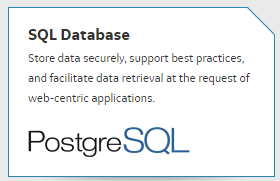 SQL Database
Store data securely, support best practices,
and facilitate data retrieval at the request of
web-centric applications.
PostgreSQL